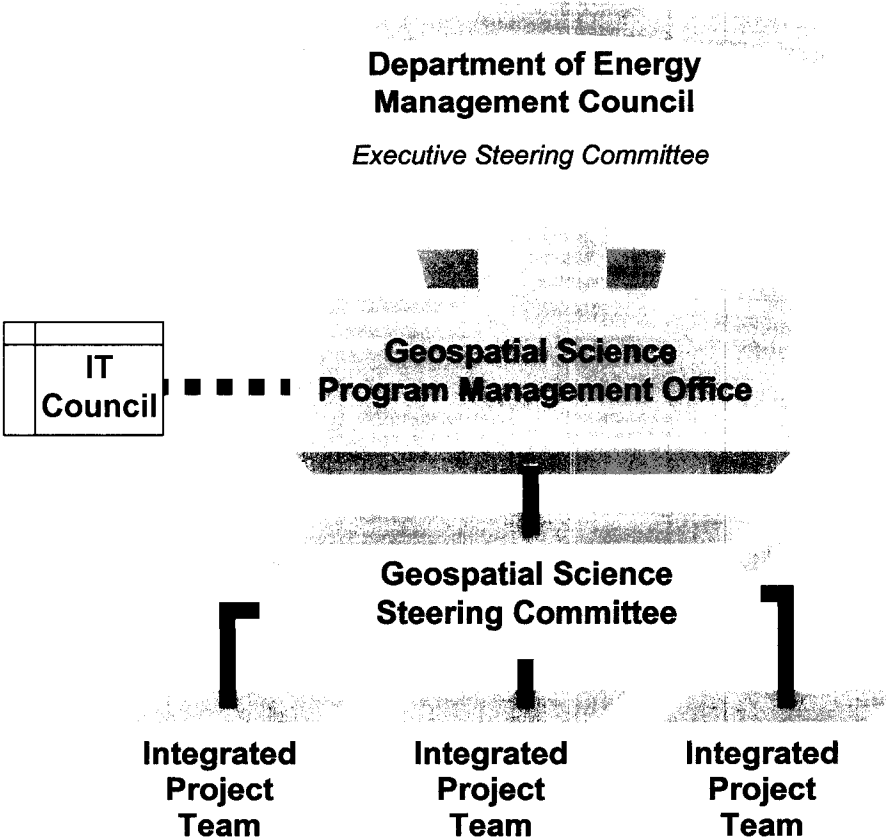 Department of Energy
Management Council
Executive Steering Committee
Geospatial Science
Program Management Office
IT
Council
Geospatial Science
Steering Committee
Integrated
Project
Team
Integrated
Project
Team
Integrated
Project
Team